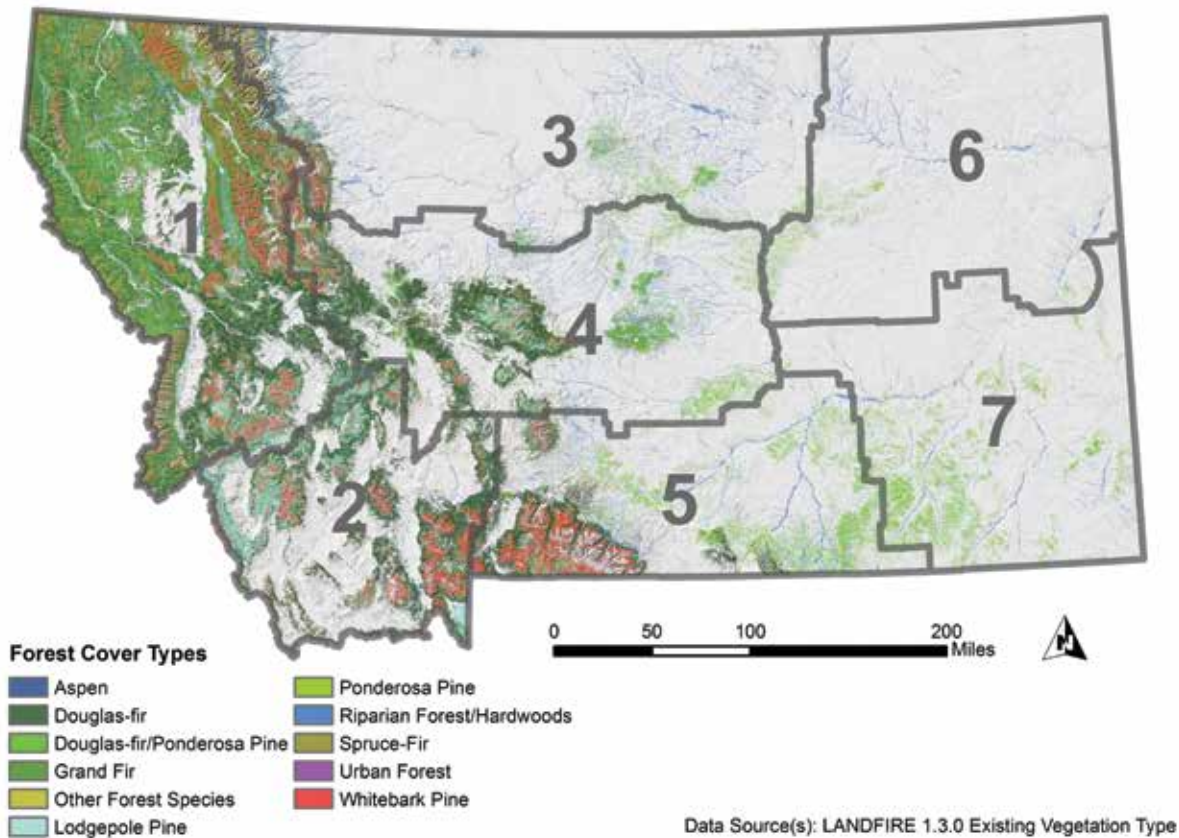 1
2
3
4
5
6
7
0 50 100 200
Miles
N
Forest Cover Types
Aspen
Douglas-fir
Douglas-fir/Ponderosa Pine
Grand Fir
Other Forest Species
Lodgepole Pine
Ponderosa Pine
Riparian Forest/Hardwoods
Spruce-Fir
Urban Forest
Whitebark Pine
Data Source(s): LANDFIRE 1.3.0 Existing Vegetation Type